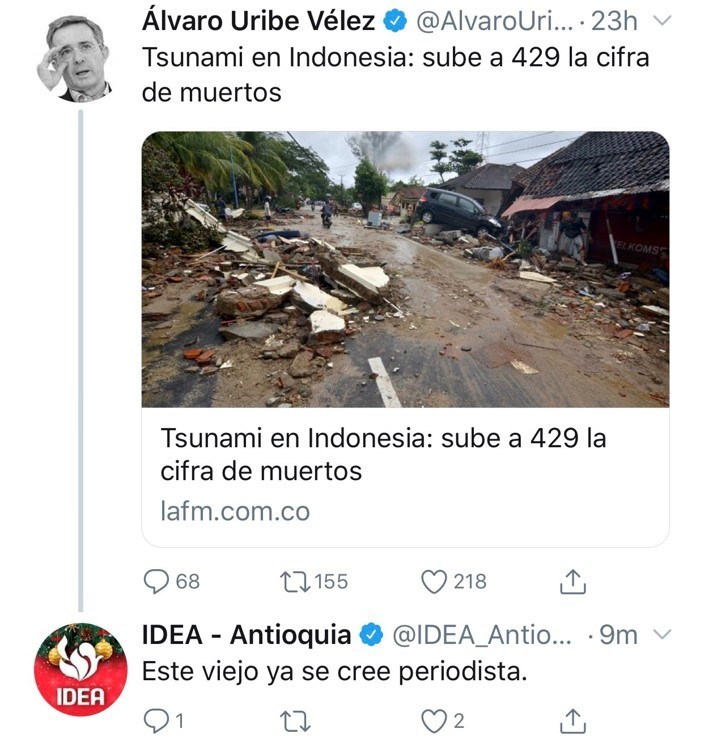 Álvaro Uribe Vélez @AlvaroUri... · 23h
Tsunami en Indonesia: sube a 429 la cifra
de muertos
ELKOMS
Tsunami en Indonesia: sube a 429 la
cifra de muertos
lafm.com.co
68 155 218
IDEA - Antioquia @IDEA_Antio... · 9m
Este viejo ya se cree periodista.
IDEA
1 2